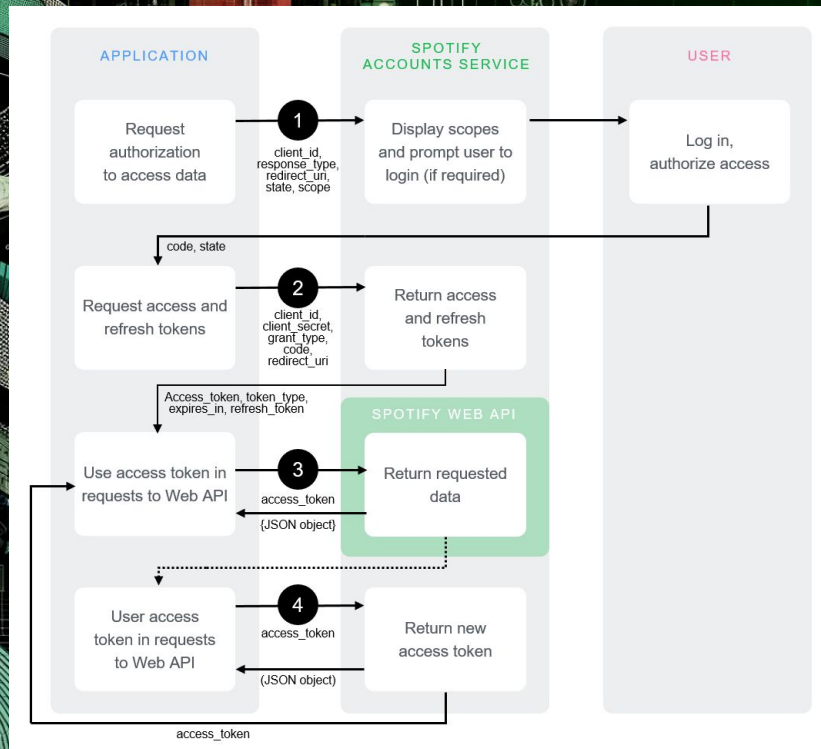 APPLICATION
SPOTIFY
ACCOUNTS SERVICE
USER
Request
authorization
to access data
1
client_id,
response_type,
redirect_uri,
state, scope
Display scopes
and prompt user to
login (if required)
Log in,
authorize access
code, state
Request access and
refresh tokens
2
client_id,
client_secret,
grant_type,
code,
redirect_uri
Return access
and refresh
tokens
Access_token, token_type,
expires_in, refresh_token
SPOTIFY WEB API
Use access token in
requests to Web API
3
access_token
{JSON object}
Return requested
data
User access
token in requests
to Web API
4
access_token
(JSON object)
Return new
access token
access_token